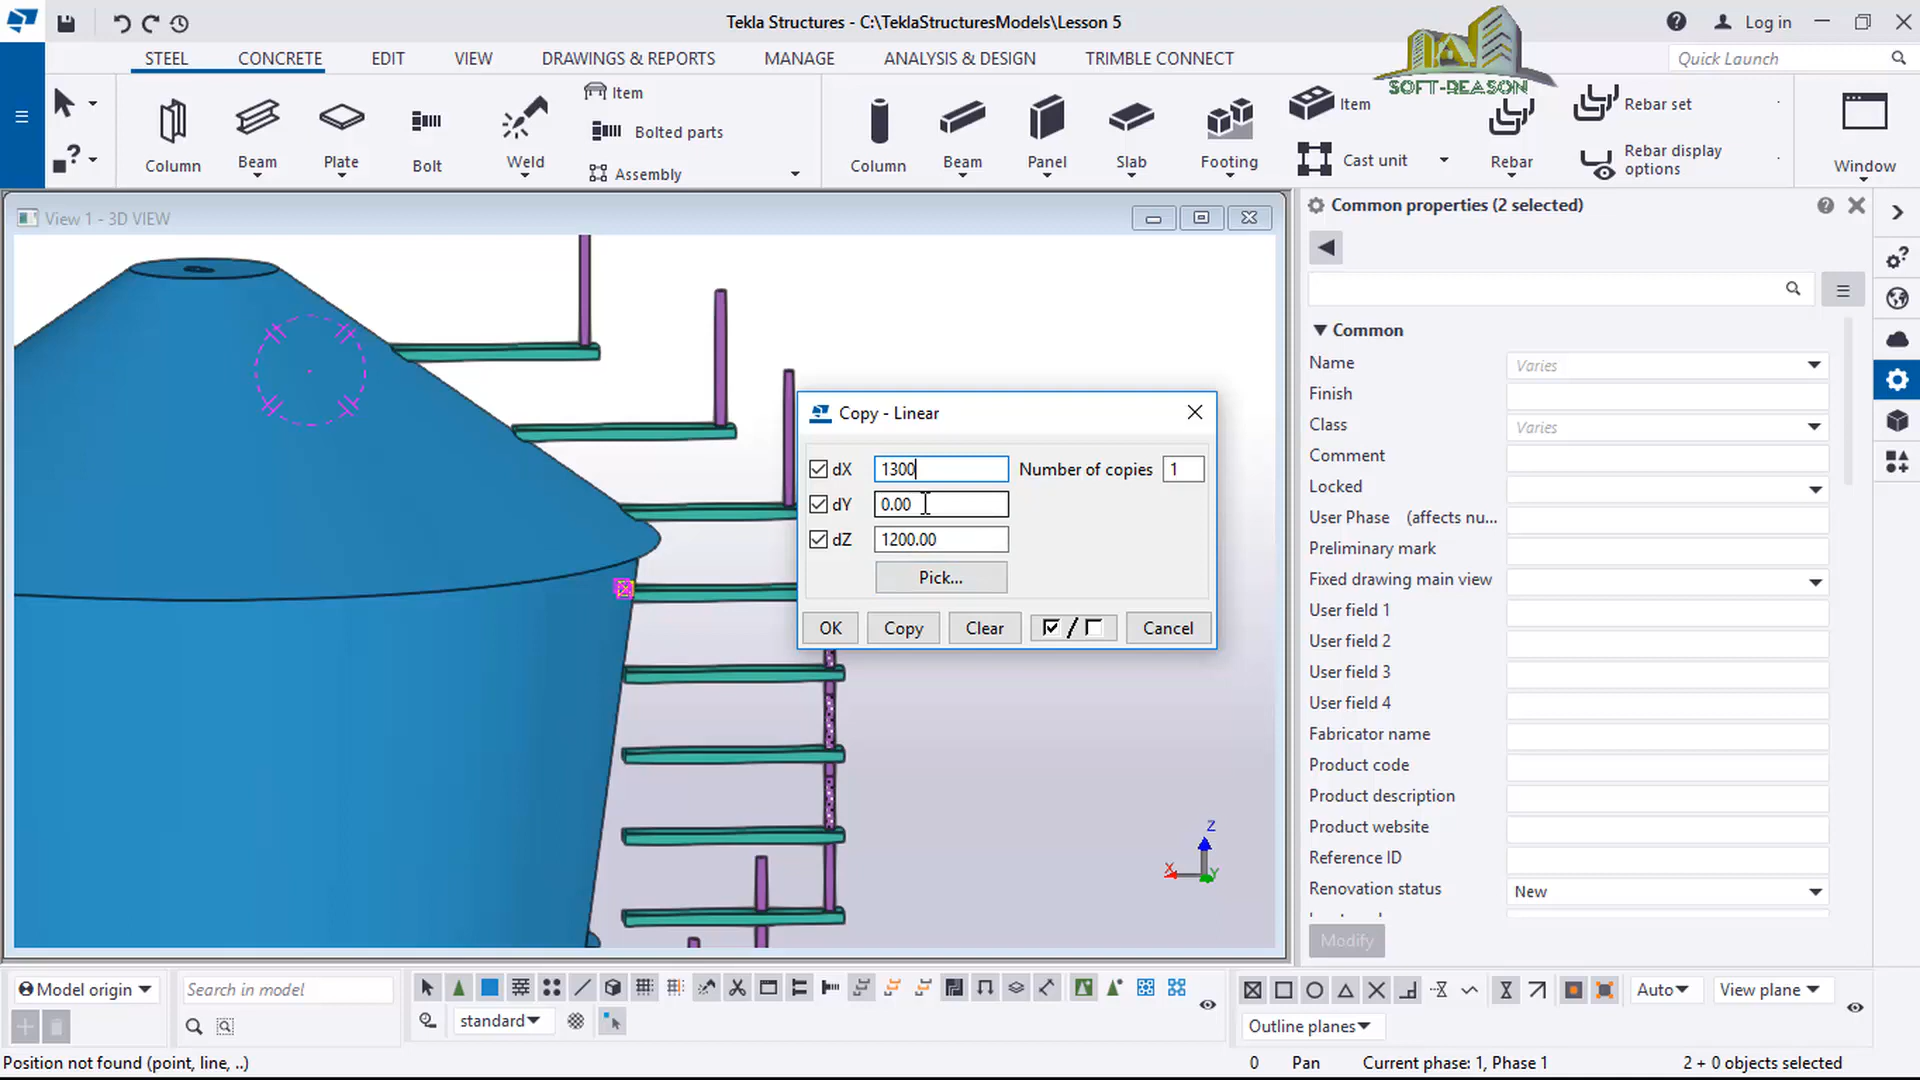 Tekla Structures - C:\TeklaStructuresModels\Lesson 5
Log in
STEEL
CONCRETE
EDIT
VIEW
DRAWINGS & REPORTS
MANAGE
ANALYSIS & DESIGN
TRIMBLE CONNECT
SOFT-REASON
Quick Launch
Column
Beam
Plate
Bolt
Weld
Item
Bolted parts
Assembly
Column
Beam
Panel
Slab
Footing
Item
Cast unit
Rebar
Rebar set
Rebar display
options
Window
View 1 - 3D VIEW
Common properties (2 selected)
Common
Name
Varies
Finish
Class
Varies
Comment
Locked
User Phase (affects nu...
Preliminary mark
Fixed drawing main view
User field 1
User field 2
User field 3
User field 4
Fabricator name
Product code
Product description
Product website
Reference ID
Renovation status
New
Modify
Copy - Linear
dX
1300
Number of copies
1
dY
0.00
dZ
1200.00
Pick...
OK
Copy
Clear
/
Cancel
Z
X
Y
Model origin
Search in model
standard
Auto
View plane
Outline planes
Position not found (point, line, ..)
0
Pan
Current phase: 1, Phase 1
2 + 0 objects selected